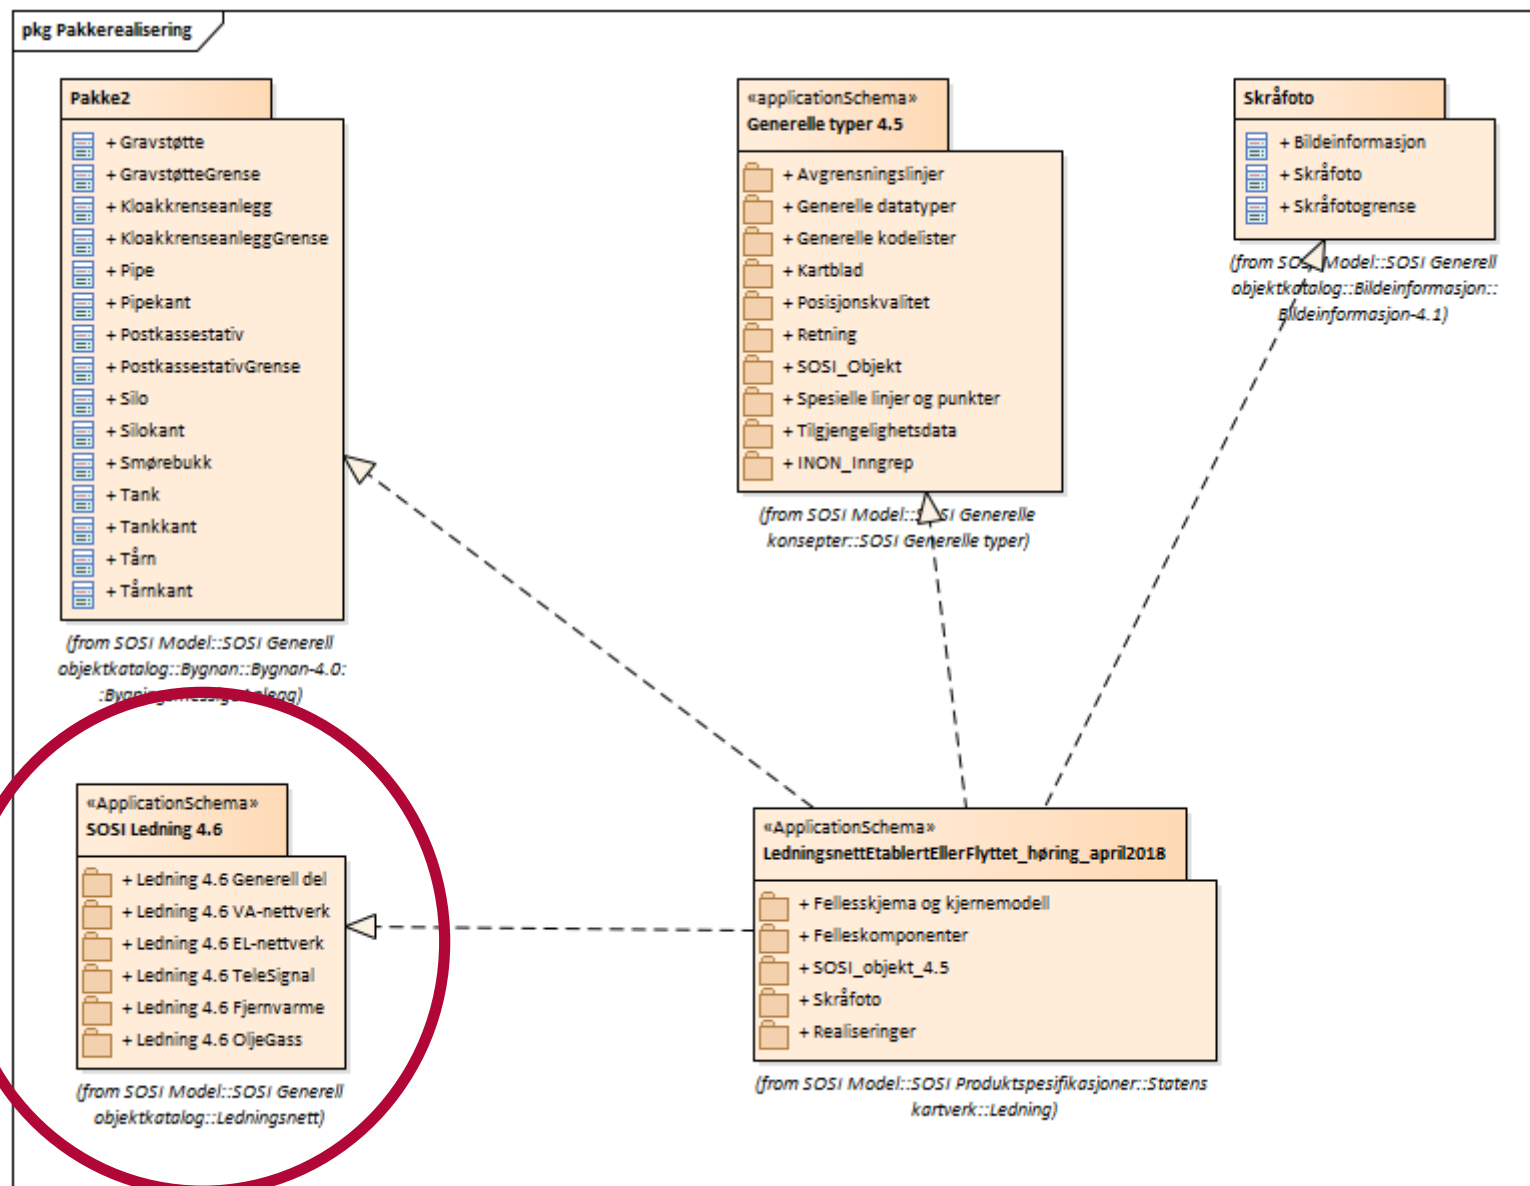 pkg Pakkerealisering
Pakke2
+ Gravstøtte
+ GravstøtteGrense
+ Kloakkrenseanlegg
+ KloakkrenseanleggGrense
+ Pipe
+ Pipekant
+ Postkassestativ
+ PostkassestativGrense
+ Silo
+ Silokant
+ Smørebukk
+ Tank
+ Tankkant
+ Tårn
+ Tårnkant
(from SOSI Model::SOSI Generell
objektkatalog::Bygnan::Bygnan-4.0:
«applicationSchema»
Generelle typer 4.5
+ Avgrensningslinjer
+ Generelle datatyper
+ Generelle kodelister
+ Kartblad
+ Posisjonskvalitet
+ Retning
+ SOSI_Objekt
+ Spesielle linjer og punkter
+ Tilgjengelighetsdata
+ INON_Inngrep
(from SOSI Model::SOSI Generelle
konsepter::SOSI Generelle typer)
Skråfoto
+ Bildeinformasjon
+ Skråfoto
+ Skråfotogrense
(from SOSI Model::SOSI Generell
objektkatalog::Bildeinformasjon::
Bildeinformasjon-4.1)
«ApplicationSchema»
SOSI Ledning 4.6
+ Ledning 4.6 Generell del
+ Ledning 4.6 VA-nettverk
+ Ledning 4.6 EL-nettverk
+ Ledning 4.6 TeleSignal
+ Ledning 4.6 Fjernvarme
+ Ledning 4.6 OljeGass
(from SOSI Model::SOSI Generell
objektkatalog::Ledningsnett)
«ApplicationSchema»
LedningsnettEtablertEllerFlyttet_høring_april2018
+ Fellesskjema og kjernemodell
+ Felleskomponenter
+ SOSI_objekt_4.5
+ Skråfoto
+ Realiseringer
(from SOSI Model::SOSI Produktspesifikasjoner::Statens
kartverk::Ledning)